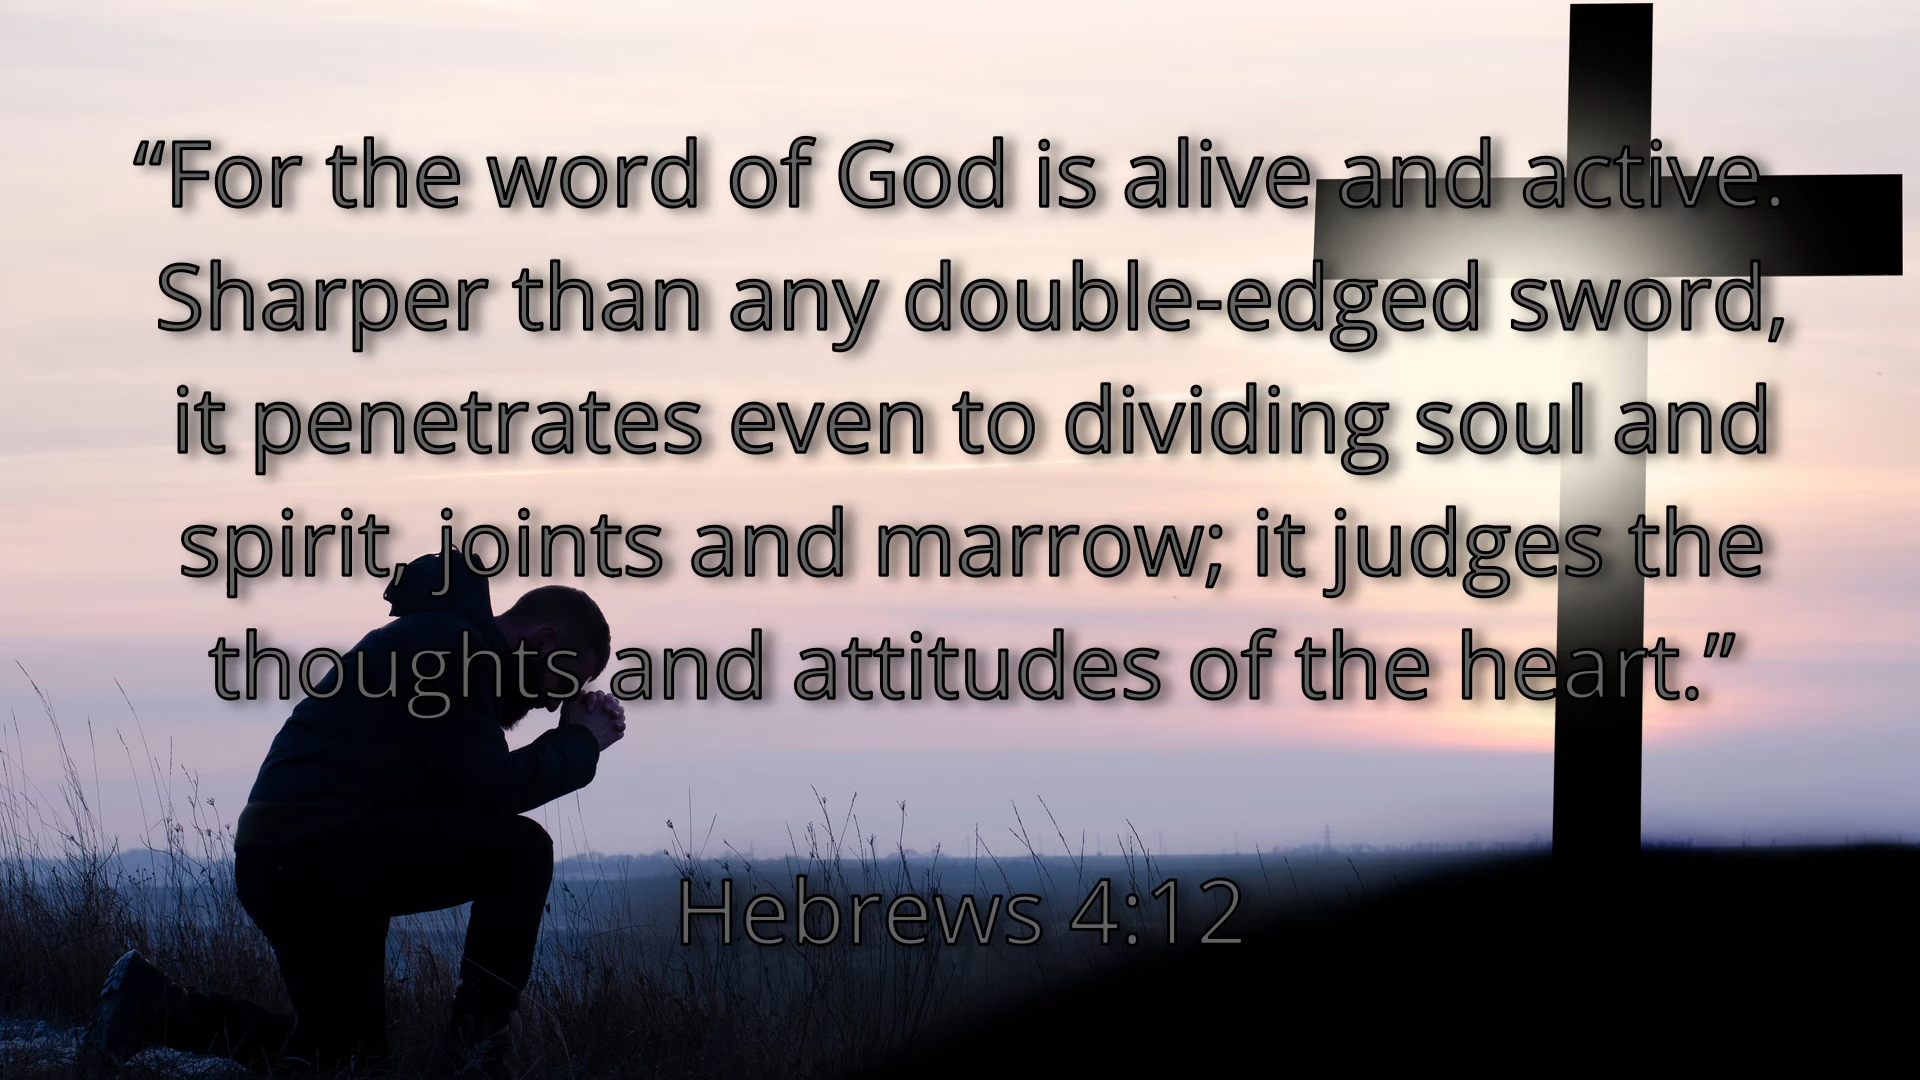 “For the word of God is alive and active.
Sharper than any double-edged sword,
it penetrates even to dividing soul and
spirit, joints and marrow; it judges the
thoughts and attitudes of the heart.”
Hebrews 4:12